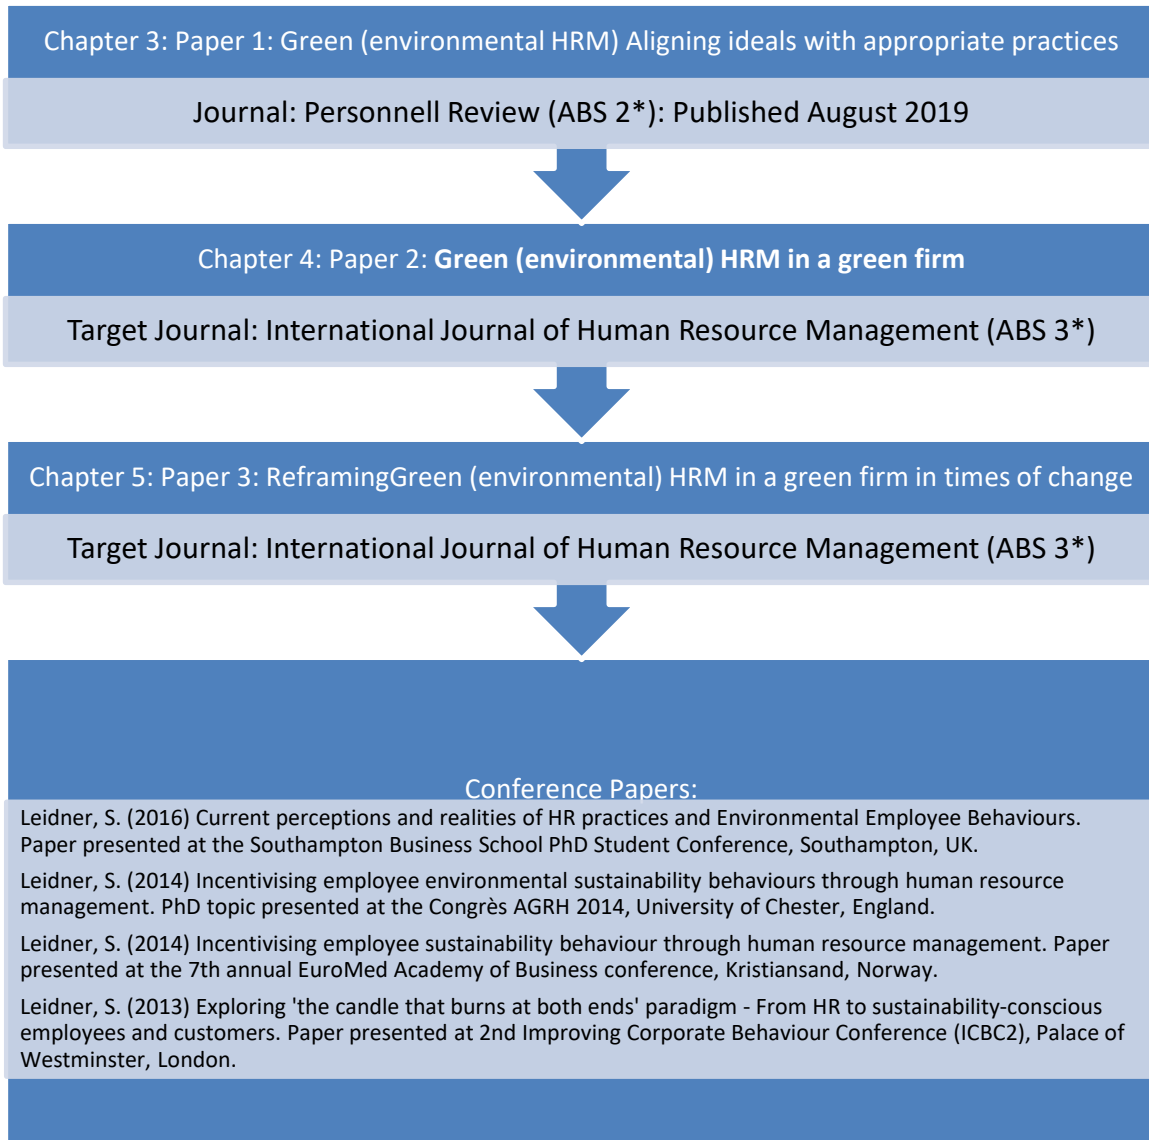 Chapter 3: Paper 1: Green (environmental HRM) Aligning ideals with appropriate practices
Journal: Personnell Review (ABS 2*): Published August 2019
Chapter 4: Paper 2: Green (environmental) HRM in a green firm
Target Journal: International Journal of Human Resource Management (ABS 3*)
Chapter 5: Paper 3: ReframingGreen (environmental) HRM in a green firm in times of change
Target Journal: International Journal of Human Resource Management (ABS 3*)
Conference Papers:
Leidner, S. (2016) Current perceptions and realities of HR practices and Environmental Employee Behaviours.
Paper presented at the Southampton Business School PhD Student Conference, Southampton, UK.
Leidner, S. (2014) Incentivising employee environmental sustainability behaviours through human resource
management. PhD topic presented at the Congrès AGRH 2014, University of Chester, England.
Leidner, S. (2014) Incentivising employee sustainability behaviour through human resource management. Paper
presented at the 7th annual EuroMed Academy of Business conference, Kristiansand, Norway.
Leidner, S. (2013) Exploring 'the candle that burns at both ends' paradigm - From HR to sustainability-conscious
employees and customers. Paper presented at 2nd Improving Corporate Behaviour Conference (ICBC2), Palace of
Westminster, London.